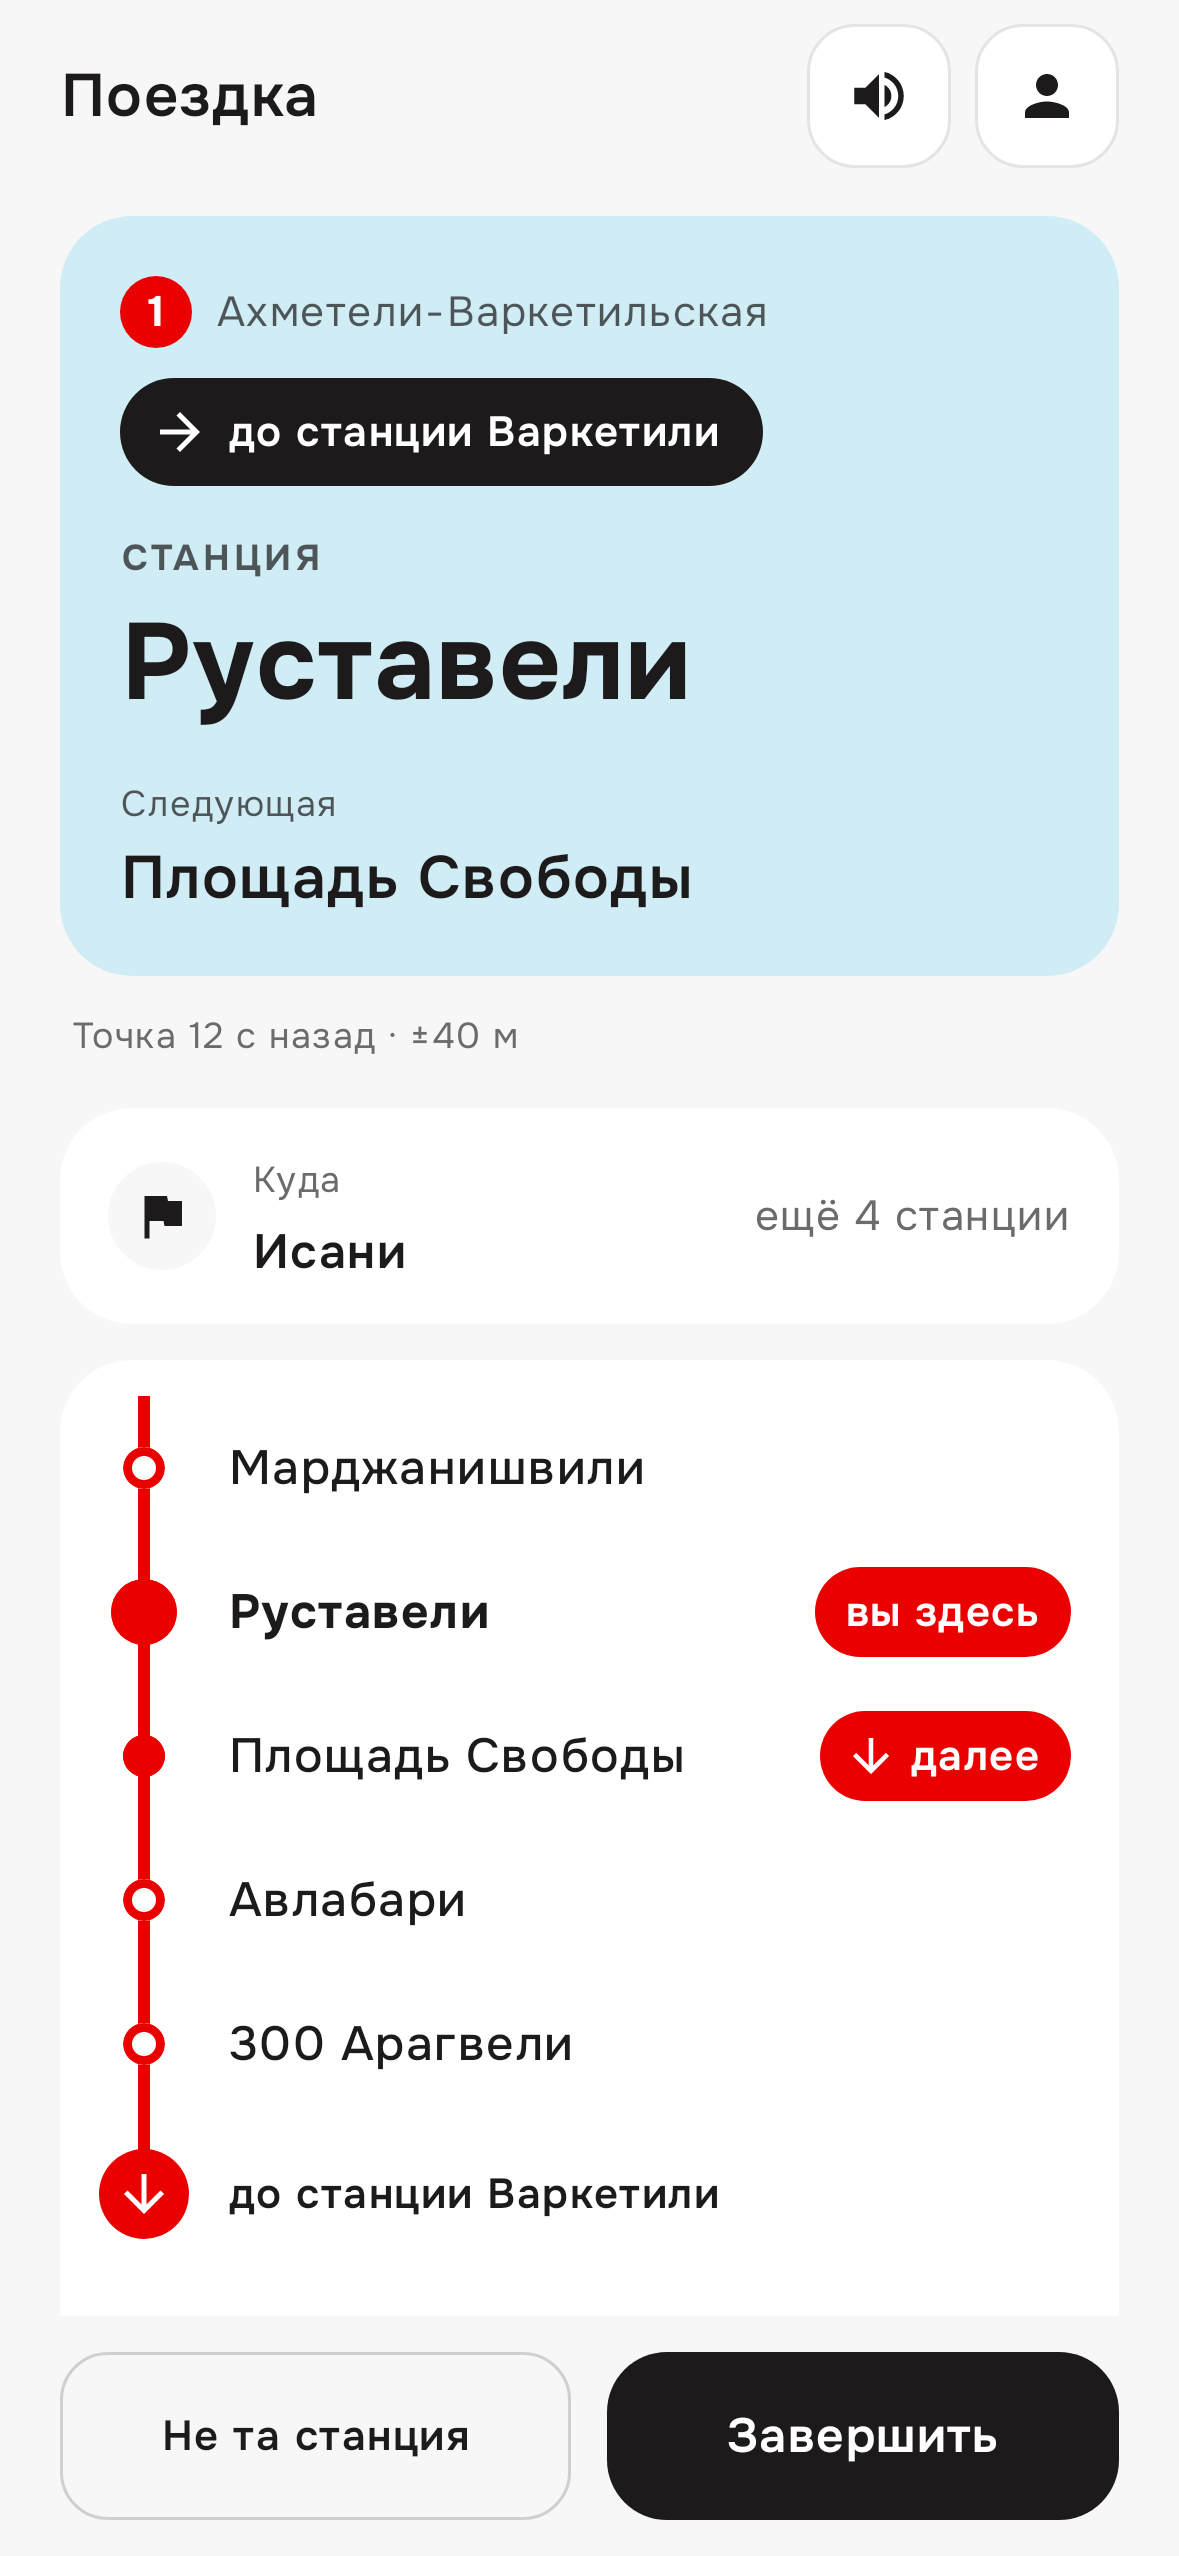 Поездка
1 Ахметели-Варкетильская
до станции Варкетили
СТАНЦИЯ
Руставели
Следующая
Площадь Свободы
Точка 12 с назад · ±40 м
Куда
Исани
ещё 4 станции
Марджанишвили
Руставели вы здесь
Площадь Свободы далее
Авлабари
300 Арагвели
до станции Варкетили
Не та станция Завершить